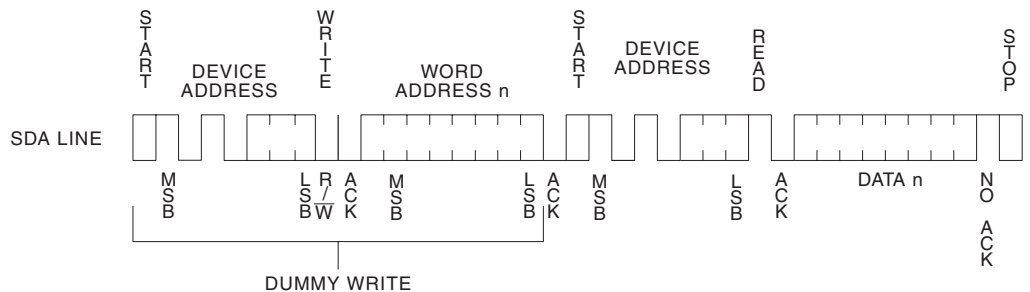 START
WRITE
START
READ
STOP
DEVICE
ADDRESS
WORD
ADDRESS n
DEVICE
ADDRESS
SDA LINE
MSB
LSB
R/W
ACK
MSB
LSB
ACK
MSB
LSB
ACK
DATA n
NO ACK
DUMMY WRITE